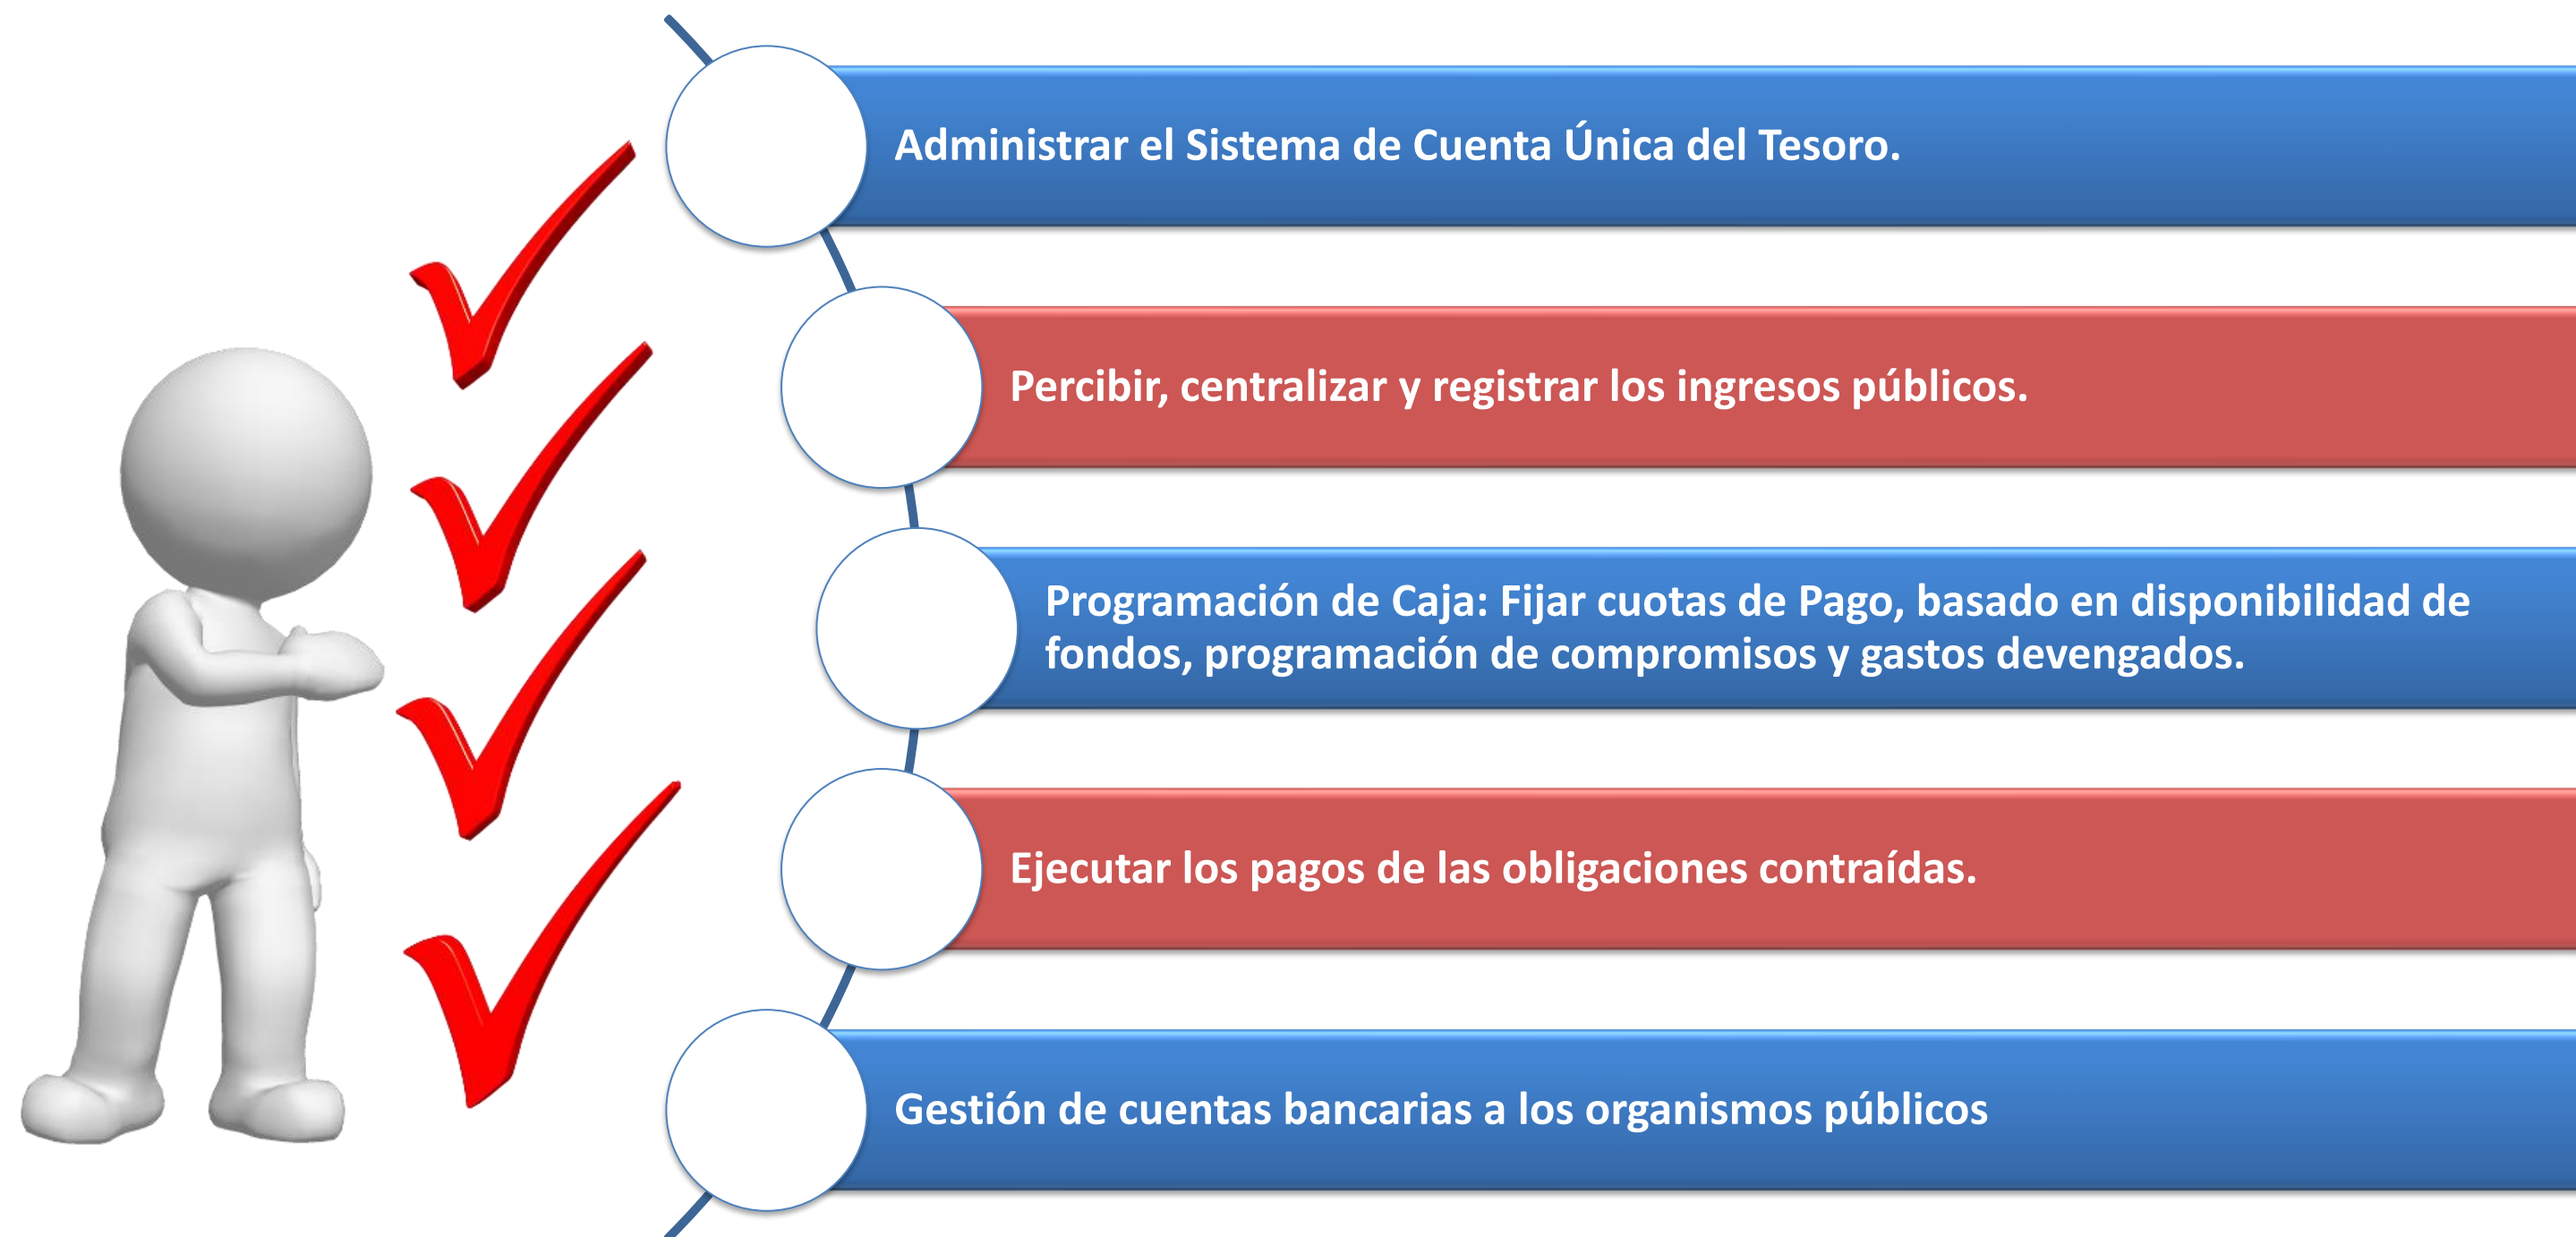 Administrar el Sistema de Cuenta Única del Tesoro.
Percibir, centralizar y registrar los ingresos públicos.
Programación de Caja: Fijar cuotas de Pago, basado en disponibilidad de
fondos, programación de compromisos y gastos devengados.
Ejecutar los pagos de las obligaciones contraídas.
Gestión de cuentas bancarias a los organismos públicos